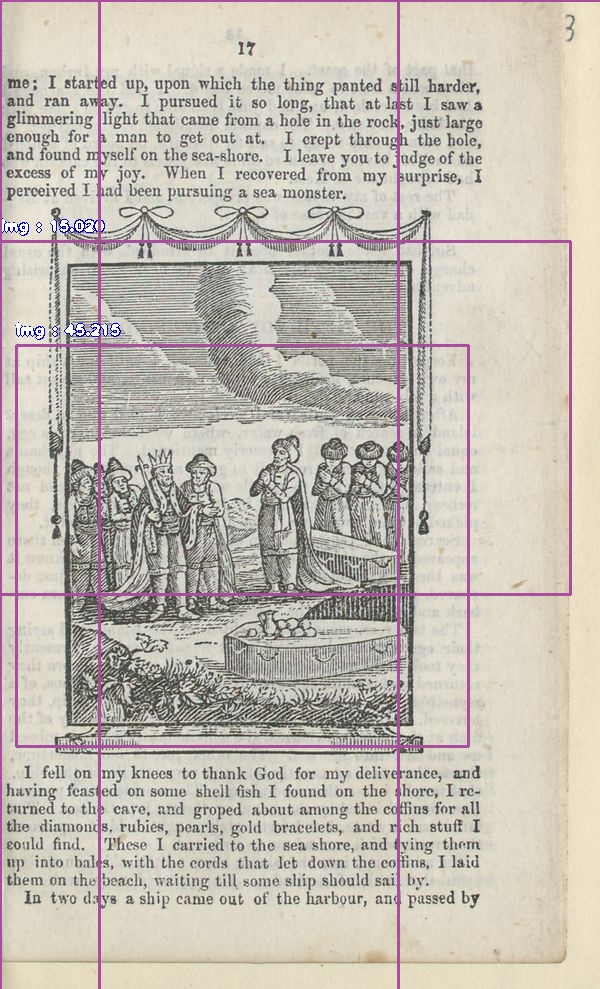 17
3
me; I started up, upon which the thing panted still harder,
and ran away. I pursued it so long, that at last I saw a
glimmering light that came from a hole in the rock, just large
enough for a man to get out at. I crept through the hole,
and found myself on the sea-shore. I leave you to judge of the
excess of my joy. When I recovered from my surprise, I
perceived I had been pursuing a sea monster.
img : 15.020
img : 45.215
I fell on my knees to thank God for my deliverance, and
having feasted on some shell fish I found on the shore, I re-
turned to the cave, and groped about among the coffins for all
the diamonds, rubies, pearls, gold bracelets, and rich stuff I
could find. These I carried to the sea shore, and tying them
up into bales, with the cords that let down the coffins, I laid
them on the beach, waiting till some ship should sail by.
In two days a ship came out of the harbour, and passed by